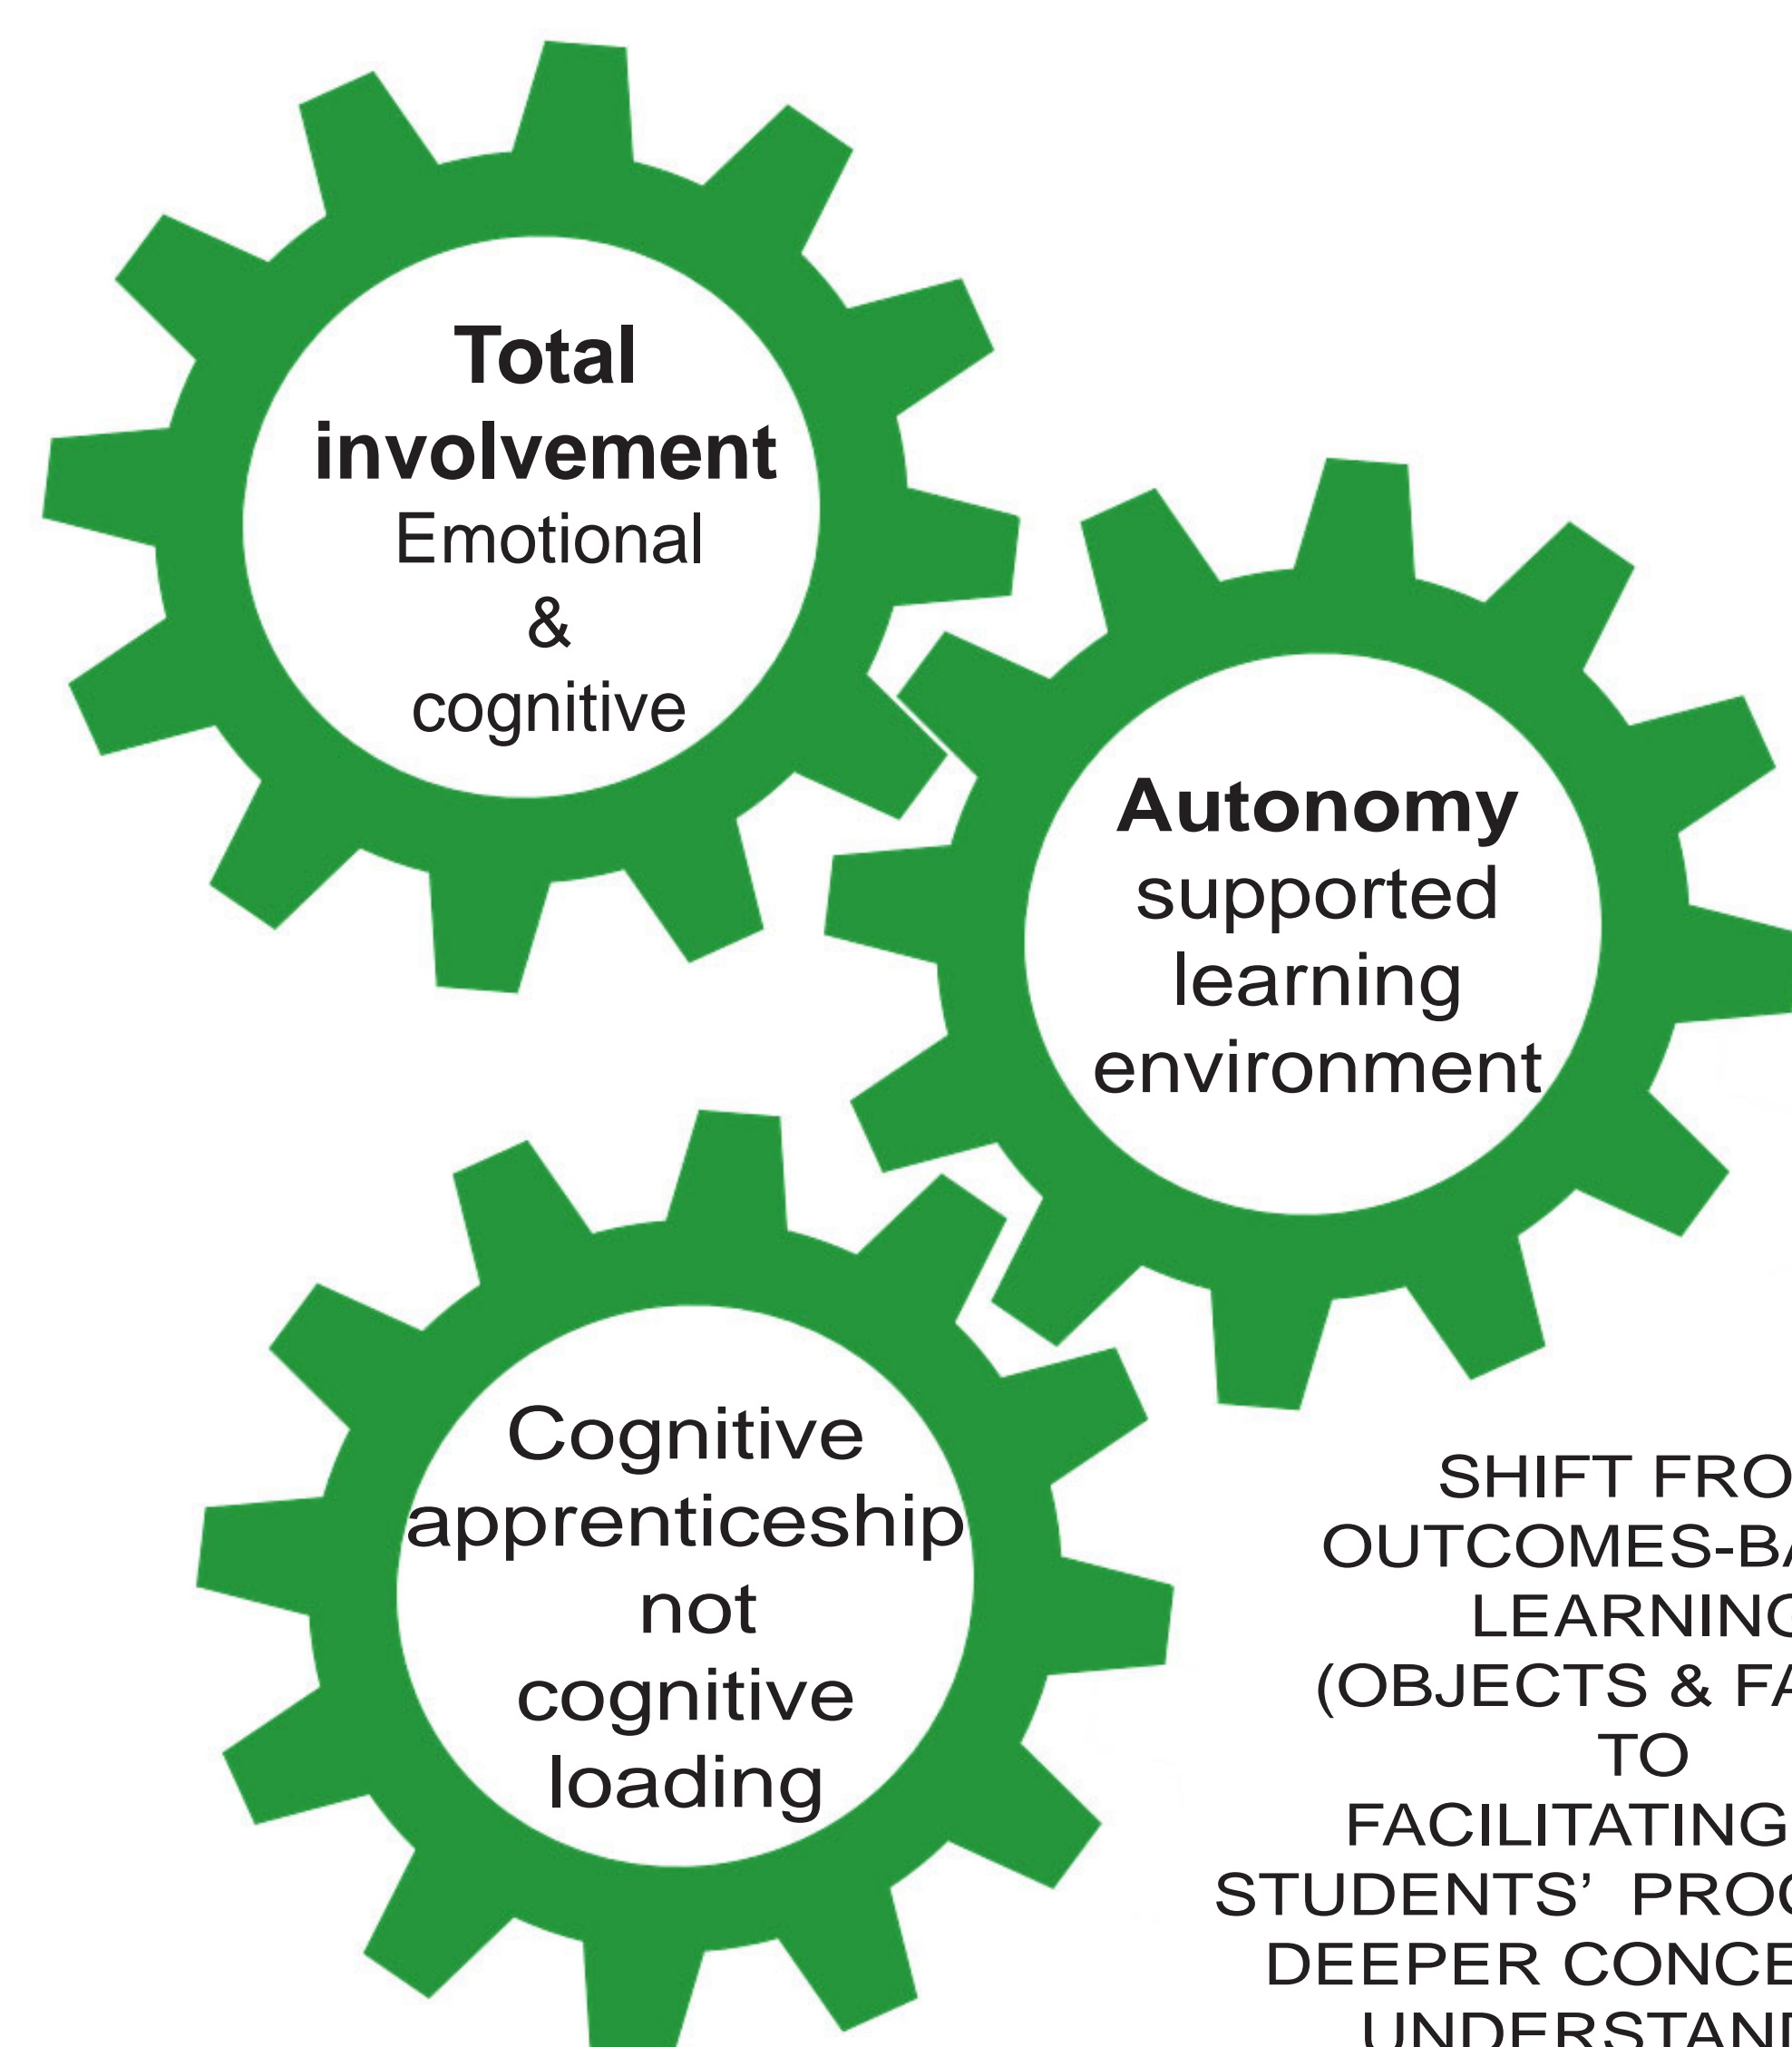 Total
involvement
Emotional
&
cognitive
Autonomy
supported
learning
environment
Cognitive
apprenticeship
not
cognitive
loading
SHIFT FRO
OUTCOMES-BA
LEARNING
(OBJECTS & FA
TO
FACILITATING
STUDENTS’ PRO
DEEPER CONCE
UNDERSTAN